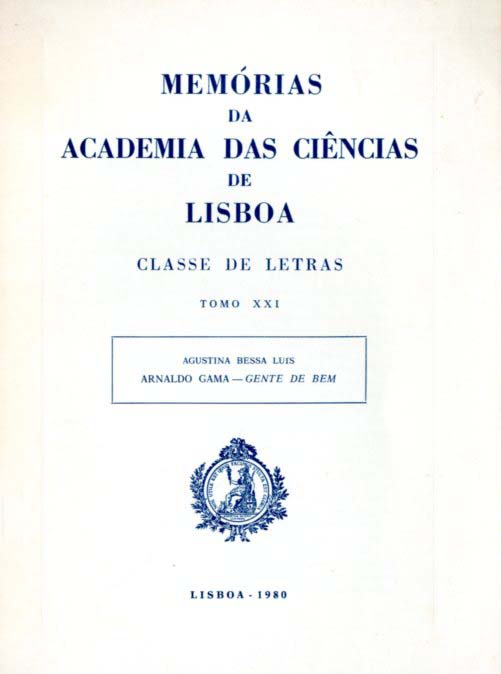 MEMÓRIAS
DA
ACADEMIA DAS CIÊNCIAS
DE
LISBOA
CLASSE DE LETRAS
TOMO XXI
AGUSTINA BESSA LUIS
ARNALDO GAMA — GENTE DE BEM
LISBOA - 1980